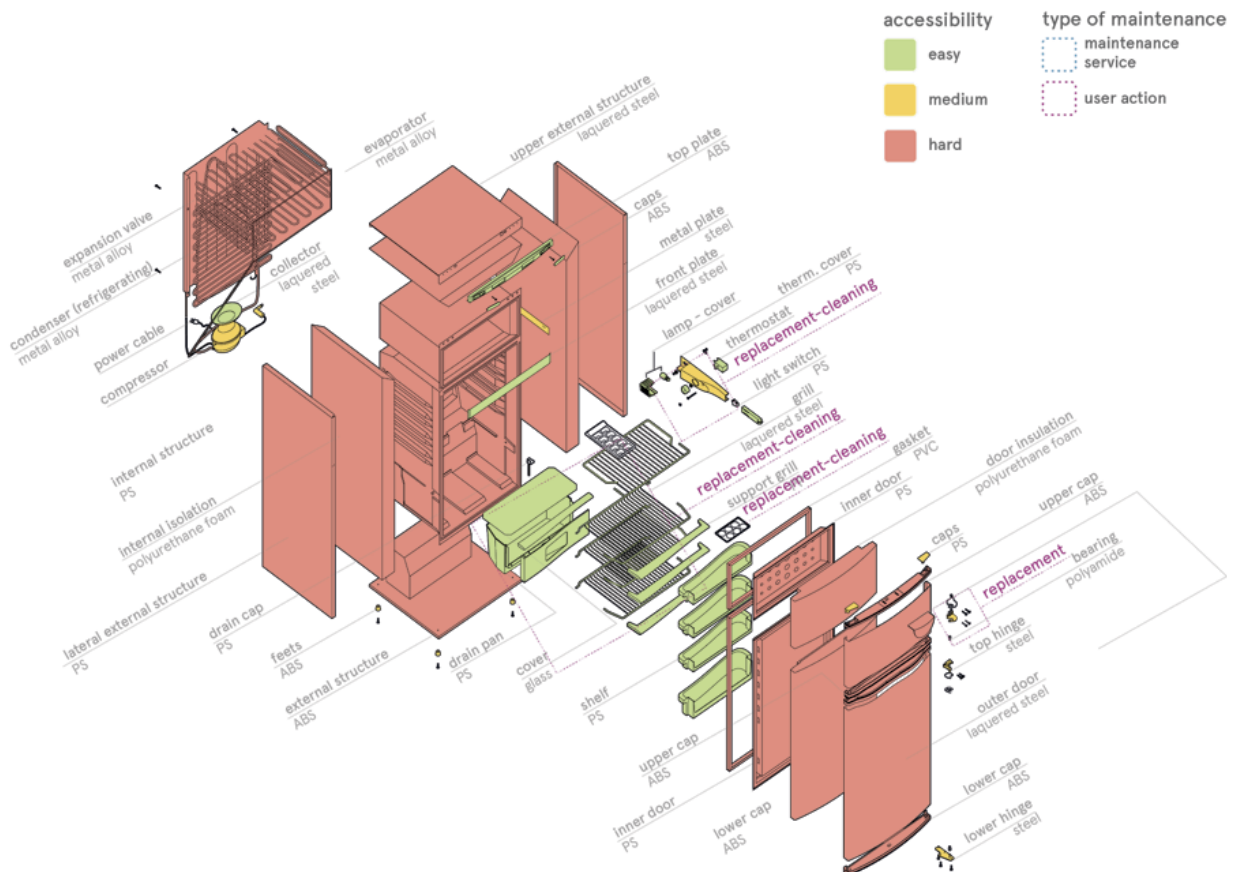 accessibility
easy
medium
hard
type of maintenance
maintenance
service
user action
evaporator
metal alloy
upper external structure
laquered steel
top plate
ABS
caps
ABS
metal plate
steel
front plate
laquered steel
therm. cover
PS
lamp - cover
thermostat
replacement-cleaning
light switch
PS
grill
laquered steel
replacement-cleaning
support grill
replacement-cleaning
gasket
PVC
inner door
PS
door insulation
polyurethane foam
upper cap
ABS
caps
PS
replacement
bearing
polyamide
top hinge
steel
outer door
laquered steel
lower cap
ABS
lower hinge
steel
expansion valve
metal alloy
collector
laquered
steel
condenser (refrigerating)
metal alloy
power cable
compressor
internal structure
PS
internal isolation
polyurethane foam
lateral external structure
PS
drain cap
PS
feets
ABS
external structure
ABS
drain pan
PS
cover
glass
shelf
PS
upper cap
ABS
inner door
PS
lower cap
ABS